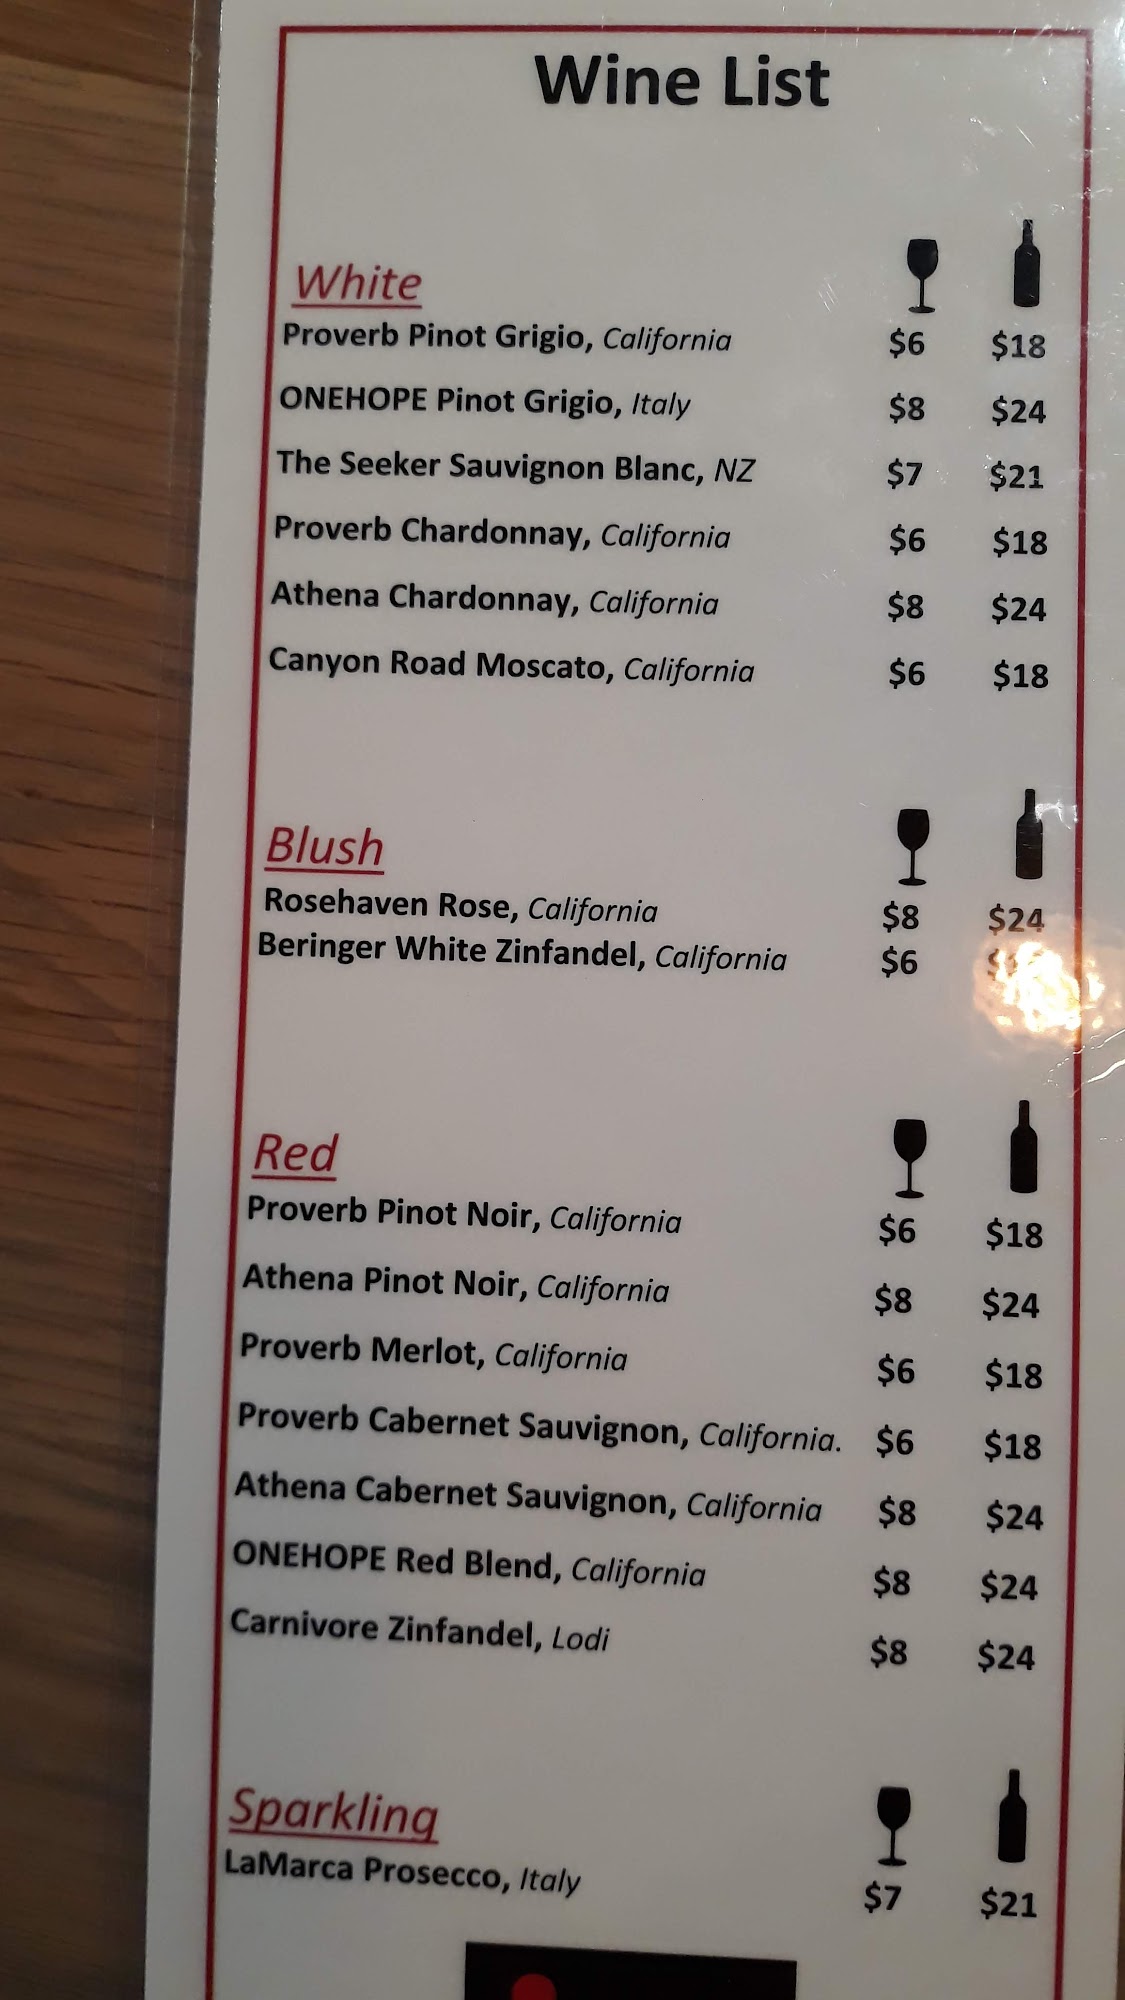 Wine List
White
Proverb Pinot Grigio, California $6 $18
ONEHOPE Pinot Grigio, Italy $8 $24
The Seeker Sauvignon Blanc, NZ $7 $21
Proverb Chardonnay, California $6 $18
Athena Chardonnay, California $8 $24
Canyon Road Moscato, California $6 $18
Blush
Rosehaven Rose, California $8 $24
Beringer White Zinfandel, California $6
Red
Proverb Pinot Noir, California $6 $18
Athena Pinot Noir, California $8 $24
Proverb Merlot, California $6 $18
Proverb Cabernet Sauvignon, California. $6 $18
Athena Cabernet Sauvignon, California $8 $24
ONEHOPE Red Blend, California $8 $24
Carnivore Zinfandel, Lodi $8 $24
Sparkling
LaMarca Prosecco, Italy $7 $21